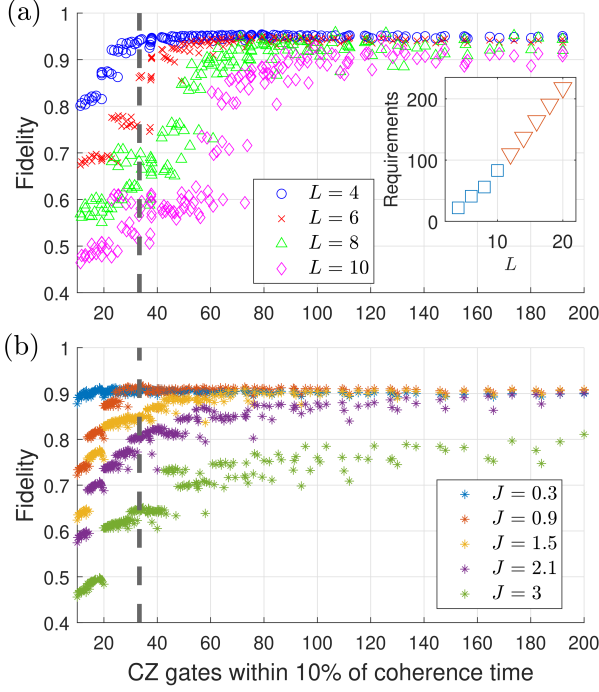 (a)
1
0.9
0.8
0.7
0.6
0.5
0.4
Fidelity
20 40 60 80 100 120 140 160 180 200
L = 4
L = 6
L = 8
L = 10
Requirements
200
100
0
0 10 20
L
(b)
1
0.9
0.8
0.7
0.6
0.5
0.4
Fidelity
J = 0.3
J = 0.9
J = 1.5
J = 2.1
J = 3
20 40 60 80 100 120 140 160 180 200
CZ gates within 10% of coherence time